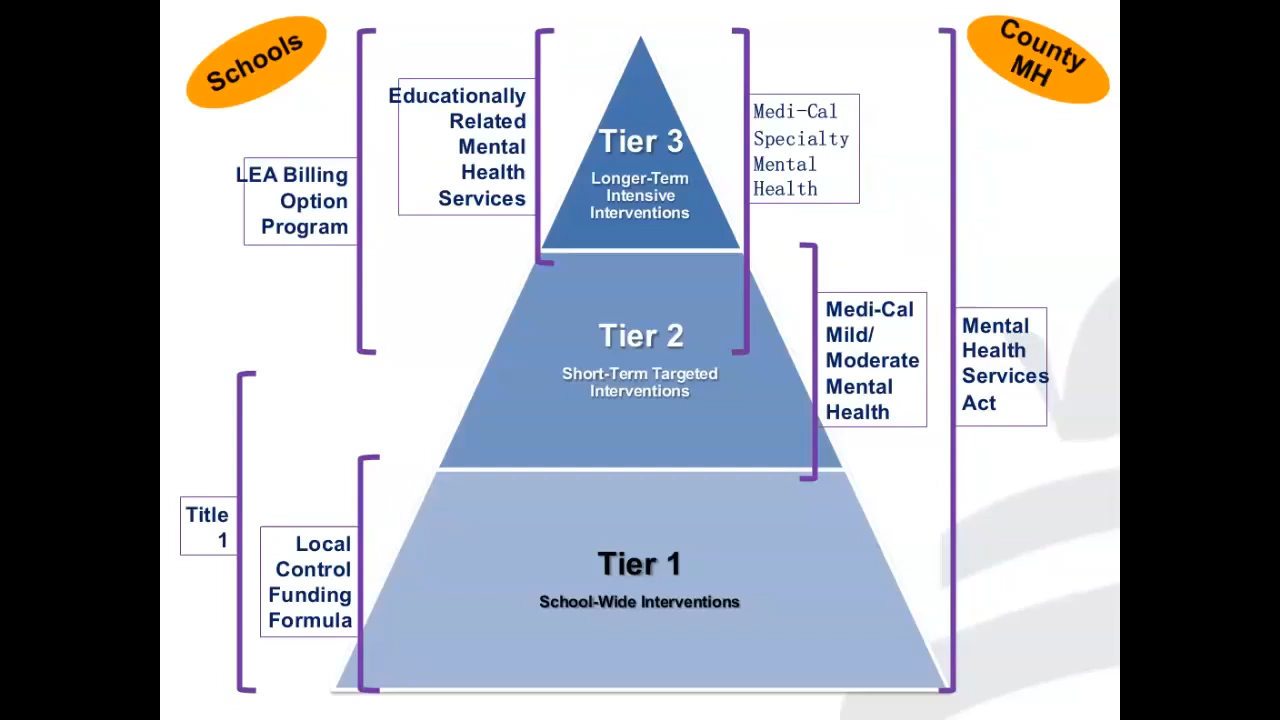 Schools
County
MH
Educationally
Related
Mental
Health
Services
LEA Billing
Option
Program
Tier 3
Longer-Term
Intensive
Interventions
Medi-Cal
Specialty
Mental
Health
Tier 2
Short-Term Targeted
Interventions
Medi-Cal
Mild/
Moderate
Mental
Health
Mental
Health
Services
Act
Title
1
Local
Control
Funding
Formula
Tier 1
School-Wide Interventions